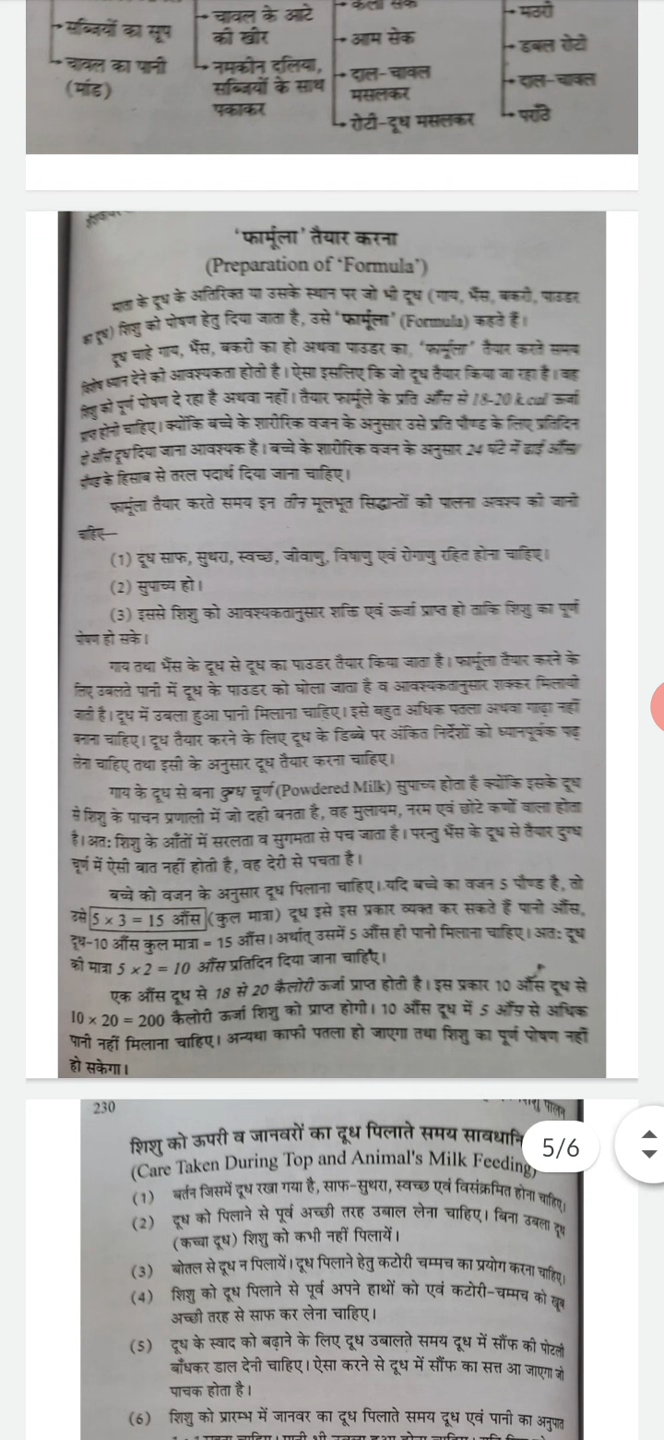 सब्जियों का सूप
चावल का पानी
(मांड)
चावल के आटे
की खीर
नमकीन दलिया,
सब्जियों के साथ
पकाकर
आम सेक
दाल-चावल
मसलकर
रोटी-दूध मसलकर
मठरी
डबल रोटी
दाल-चावल
परांठे
'फार्मूला' तैयार करना
(Preparation of 'Formula')
माता के दूध के अतिरिक्त या उसके स्थान पर जो भी दूध (गाय, भैंस, बकरी, पाउडर
का दूध) शिशु को पोषण हेतु दिया जाता है, उसे 'फार्मूला' (Formula) कहते हैं।
दूध चाहे गाय, भैंस, बकरी का हो अथवा पाउडर का, 'फार्मूला' तैयार करते समय
विशेष ध्यान देने की आवश्यकता होती है। ऐसा इसलिए कि जो दूध तैयार किया जा रहा है। वह
शिशु को पूर्ण पोषण दे रहा है अथवा नहीं। तैयार फार्मूले के प्रति औंस से 18-20 k.cal ऊर्जा
प्राप्त होनी चाहिए। क्योंकि बच्चे के शारीरिक वजन के अनुसार उसे प्रति पौण्ड के लिए प्रतिदिन
दो औंस दूध दिया जाना आवश्यक है। बच्चे के शारीरिक वजन के अनुसार 24 घंटे में ढाई औंस/
पौण्ड के हिसाब से तरल पदार्थ दिया जाना चाहिए।
फार्मूला तैयार करते समय इन तीन मूलभूत सिद्धान्तों की पालना अवश्य की जानी
चाहिए—
(1) दूध साफ, सुथरा, स्वच्छ, जीवाणु, विषाणु एवं रोगाणु रहित होना चाहिए।
(2) सुपाच्य हो।
(3) इससे शिशु को आवश्यकतानुसार शक्ति एवं ऊर्जा प्राप्त हो ताकि शिशु का पूर्ण
पोषण हो सके।
गाय तथा भैंस के दूध से दूध का पाउडर तैयार किया जाता है। फार्मूला तैयार करने के
लिए उबलते पानी में दूध के पाउडर को घोला जाता है व आवश्यकतानुसार शक्कर मिलायी
जाती है। दूध में उबला हुआ पानी मिलाना चाहिए। इसे बहुत अधिक पतला अथवा गाढ़ा नहीं
बनाना चाहिए। दूध तैयार करने के लिए दूध के डिब्बे पर अंकित निर्देशों को ध्यानपूर्वक पढ़
लेना चाहिए तथा इसी के अनुसार दूध तैयार करना चाहिए।
गाय के दूध से बना दुग्ध चूर्ण (Powdered Milk) सुपाच्य होता है क्योंकि इसके दूध
से शिशु के पाचन प्रणाली में जो दही बनता है, वह मुलायम, नरम एवं छोटे कणों वाला होता
है। अतः शिशु के आँतों में सरलता व सुगमता से पच जाता है। परन्तु भैंस के दूध से तैयार दुग्ध
चूर्ण में ऐसी बात नहीं होती है, वह देरी से पचता है।
बच्चे को वजन के अनुसार दूध पिलाना चाहिए। यदि बच्चे का वजन 5 पौण्ड है, तो
उसे 5 × 3 = 15 औंस (कुल मात्रा) दूध इसे इस प्रकार व्यक्त कर सकते हैं पानी औंस,
दूध-10 औंस कुल मात्रा = 15 औंस। अर्थात् उसमें 5 औंस ही पानी मिलाना चाहिए। अतः दूध
की मात्रा 5 × 2 = 10 औंस प्रतिदिन दिया जाना चाहिए।
एक औंस दूध से 18 से 20 कैलोरी ऊर्जा प्राप्त होती है। इस प्रकार 10 औंस दूध से
10 × 20 = 200 कैलोरी ऊर्जा शिशु को प्राप्त होगी। 10 औंस दूध में 5 औंस से अधिक
पानी नहीं मिलाना चाहिए। अन्यथा काफी पतला हो जाएगा तथा शिशु का पूर्ण पोषण नहीं
हो सकेगा।
230
पालन
शिशु को ऊपरी व जानवरों का दूध पिलाते समय सावधानि
5/6
(Care Taken During Top and Animal's Milk Feeding)
(1) बर्तन जिसमें दूध रखा गया है, साफ-सुथरा, स्वच्छ एवं विसंक्रमित होना चाहिए।
(2) दूध को पिलाने से पूर्व अच्छी तरह उबाल लेना चाहिए। बिना उबला दूध
(कच्चा दूध) शिशु को कभी नहीं पिलायें।
(3) बोतल से दूध न पिलायें। दूध पिलाने हेतु कटोरी चम्मच का प्रयोग करना चाहिए।
(4) शिशु को दूध पिलाने से पूर्व अपने हाथों को एवं कटोरी-चम्मच को खूब
अच्छी तरह से साफ कर लेना चाहिए।
(5) दूध के स्वाद को बढ़ाने के लिए दूध उबालते समय दूध में सौंफ की पोटली
बाँधकर डाल देनी चाहिए। ऐसा करने से दूध में सौंफ का सत्त आ जाएगा जो
पाचक होता है।
(6) शिशु को प्रारम्भ में जानवर का दूध पिलाते समय दूध एवं पानी का अनुपात